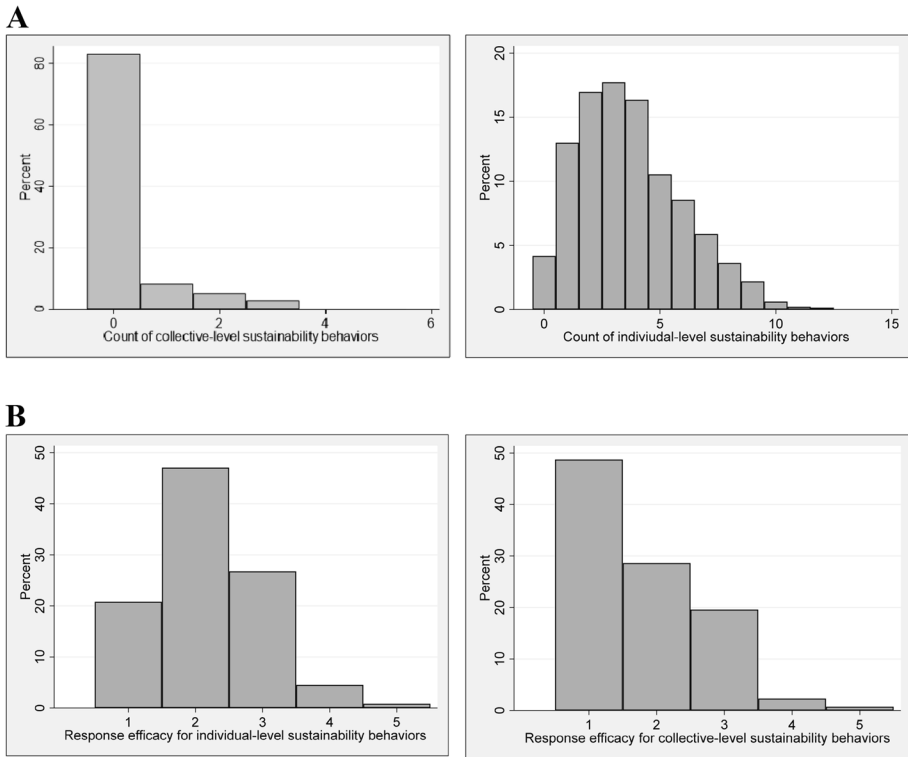 A
80
60
40
20
0
Percent
0 2 4 6
Count of collective-level sustainability behaviors
20
15
10
5
0
Percent
0 5 10 15
Count of indiviudal-level sustainability behaviors
B
50
40
30
20
10
0
Percent
1 2 3 4 5
Response efficacy for individual-level sustainability behaviors
50
40
30
20
10
0
Percent
1 2 3 4 5
Response efficacy for collective-level sustainability behaviors